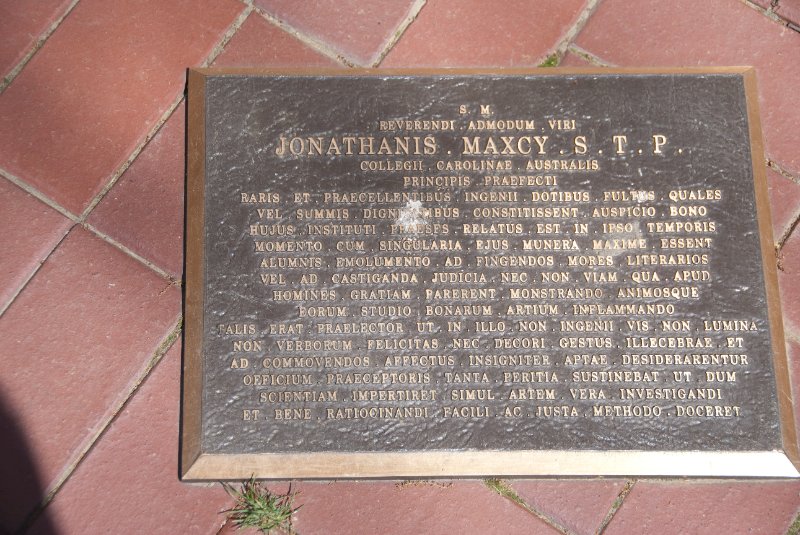 S. M.
REVERENDI . ADMODUM . VIRI
JONATHANIS . MAXCY . S . T . P .
COLLEGII . CAROLINAE . AUSTRALIS
PRINCIPIS . PRAEFECTI
RARIS . ET . PRAECELLENTIBUS . INGENII . DOTIBUS . FULTUS . QUALES
VEL . SUMMIS . DIGNITATIBUS . CONSTITISSENT . AUSPICIO . BONO
HUJUS . INSTITUTI . PRAESES . RELATUS . EST . IN . IPSO . TEMPORIS
MOMENTO . CUM . SINGULARIA . EJUS . MUNERA . MAXIME . ESSENT
ALUMNIS . EMOLUMENTO . AD . FINGENDOS . MORES . LITERARIOS
VEL . AD . CASTIGANDA . JUDICIA . NEC . NON . VIAM . QUA . APUD
HOMINES . GRATIAM . PARERENT . MONSTRANDO . ANIMOSQUE
EORUM . STUDIO . BONARUM . ARTIUM . INFLAMMANDO
TALIS . ERAT . PRAELECTOR . UT . IN . ILLO . NON . INGENII . VIS . NON . LUMINA
NON . VERBORUM . FELICITAS . NEC . DECORI . GESTUS . ILLECEBRAE . ET
AD . COMMOVENDOS . AFFECTUS . INSIGNITER . APTAE . DESIDERARENTUR
OFFICIUM . PRAECEPTORIS . TANTA . PERITIA . SUSTINEBAT . UT . DUM
SCIENTIAM . IMPERTIRET . SIMUL . ARTEM . VERA . INVESTIGANDI
ET . BENE . RATIOCINANDI . FACILI . AC . JUSTA . METHODO . DOCERET